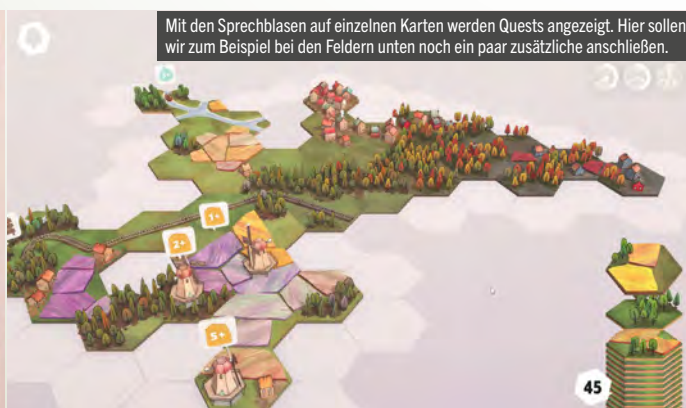 Mit den Sprechblasen auf einzelnen Karten werden Quests angezeigt. Hier sollen
wir zum Beispiel bei den Feldern unten noch ein paar zusätzliche anschließen.
1+
2+
5+
45